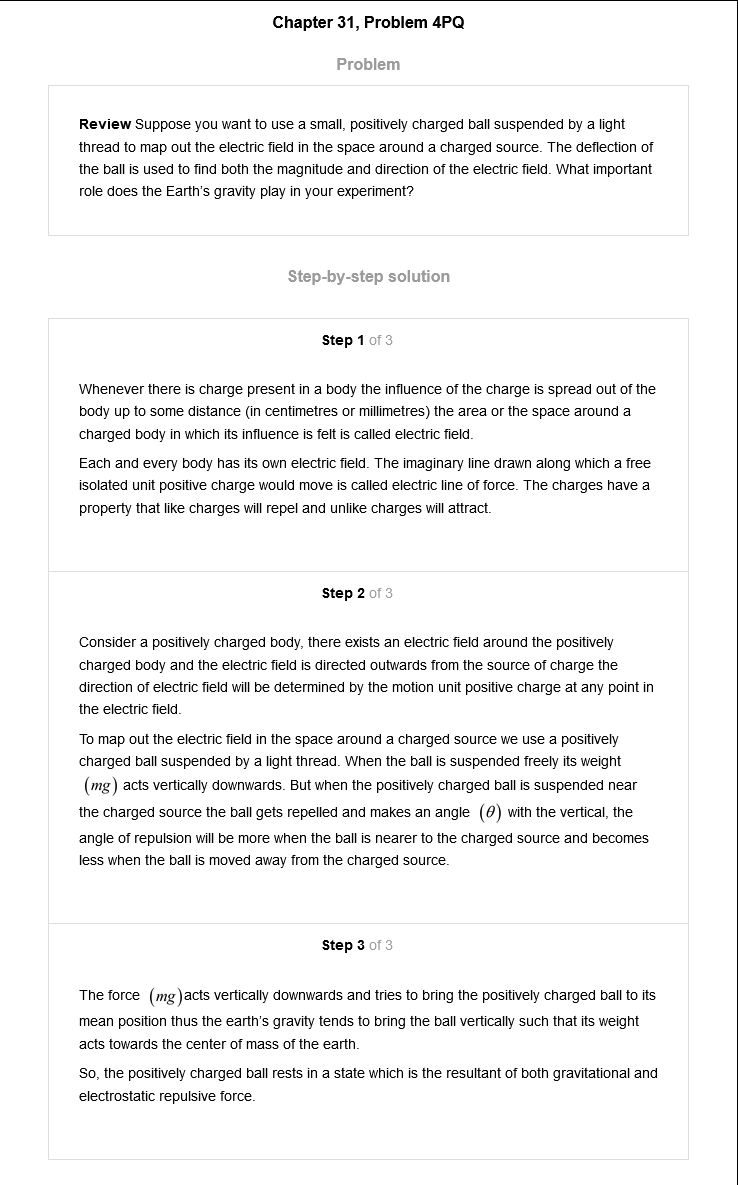 Chapter 31, Problem 4PQ
Problem
Review Suppose you want to use a small, positively charged ball suspended by a light
thread to map out the electric field in the space around a charged source. The deflection of
the ball is used to find both the magnitude and direction of the electric field. What important
role does the Earth's gravity play in your experiment?
Step-by-step solution
Step 1 of 3
Whenever there is charge present in a body the influence of the charge is spread out of the
body up to some distance (in centimetres or millimetres) the area or the space around a
charged body in which its influence is felt is called electric field.
Each and every body has its own electric field. The imaginary line drawn along which a free
isolated unit positive charge would move is called electric line of force. The charges have a
property that like charges will repel and unlike charges will attract.
Step 2 of 3
Consider a positively charged body, there exists an electric field around the positively
charged body and the electric field is directed outwards from the source of charge the
direction of electric field will be determined by the motion unit positive charge at any point in
the electric field.
To map out the electric field in the space around a charged source we use a positively
charged ball suspended by a light thread. When the ball is suspended freely its weight
(mg) acts vertically downwards. But when the positively charged ball is suspended near
the charged source the ball gets repelled and makes an angle (θ) with the vertical, the
angle of repulsion will be more when the ball is nearer to the charged source and becomes
less when the ball is moved away from the charged source.
Step 3 of 3
The force (mg)acts vertically downwards and tries to bring the positively charged ball to its
mean position thus the earth's gravity tends to bring the ball vertically such that its weight
acts towards the center of mass of the earth.
So, the positively charged ball rests in a state which is the resultant of both gravitational and
electrostatic repulsive force.